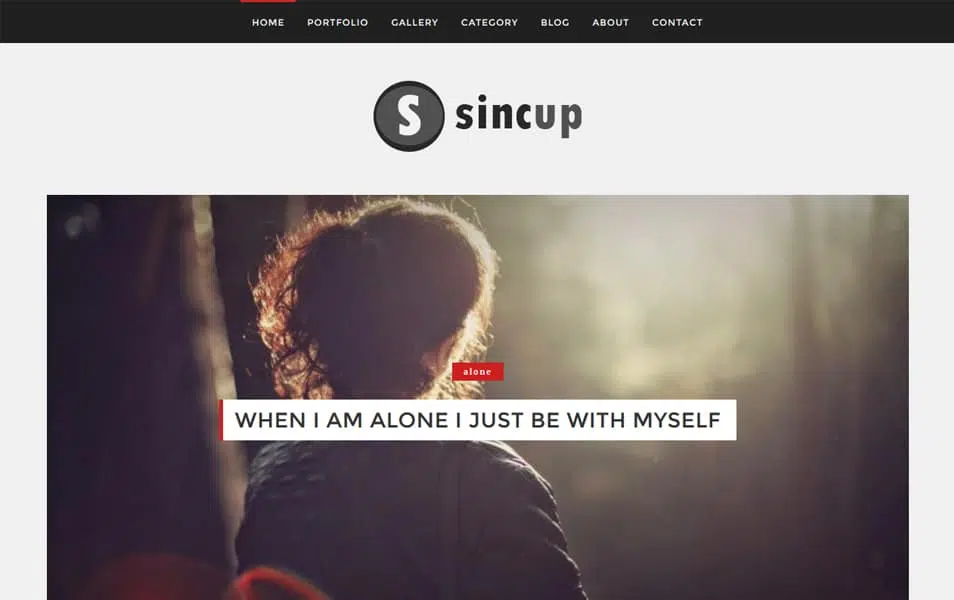 HOME PORTFOLIO GALLERY CATEGORY BLOG ABOUT CONTACT
S sincup
alone
WHEN I AM ALONE I JUST BE WITH MYSELF